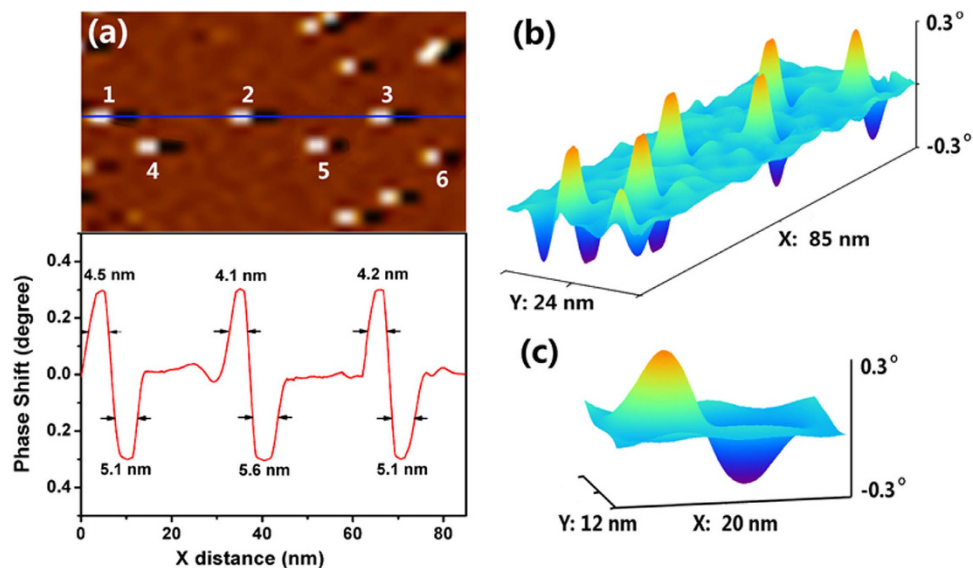 (a)
1 2 3
4 5 6
Phase Shift (degree)
0.4
0.2
0.0
0.2
0.4
4.5 nm 4.1 nm 4.2 nm
5.1 nm 5.6 nm 5.1 nm
0 20 40 60 80
X distance (nm)
(b)
0.3°
-0.3°
X: 85 nm
Y: 24 nm
(c)
0.3°
-0.3°
Y: 12 nm X: 20 nm